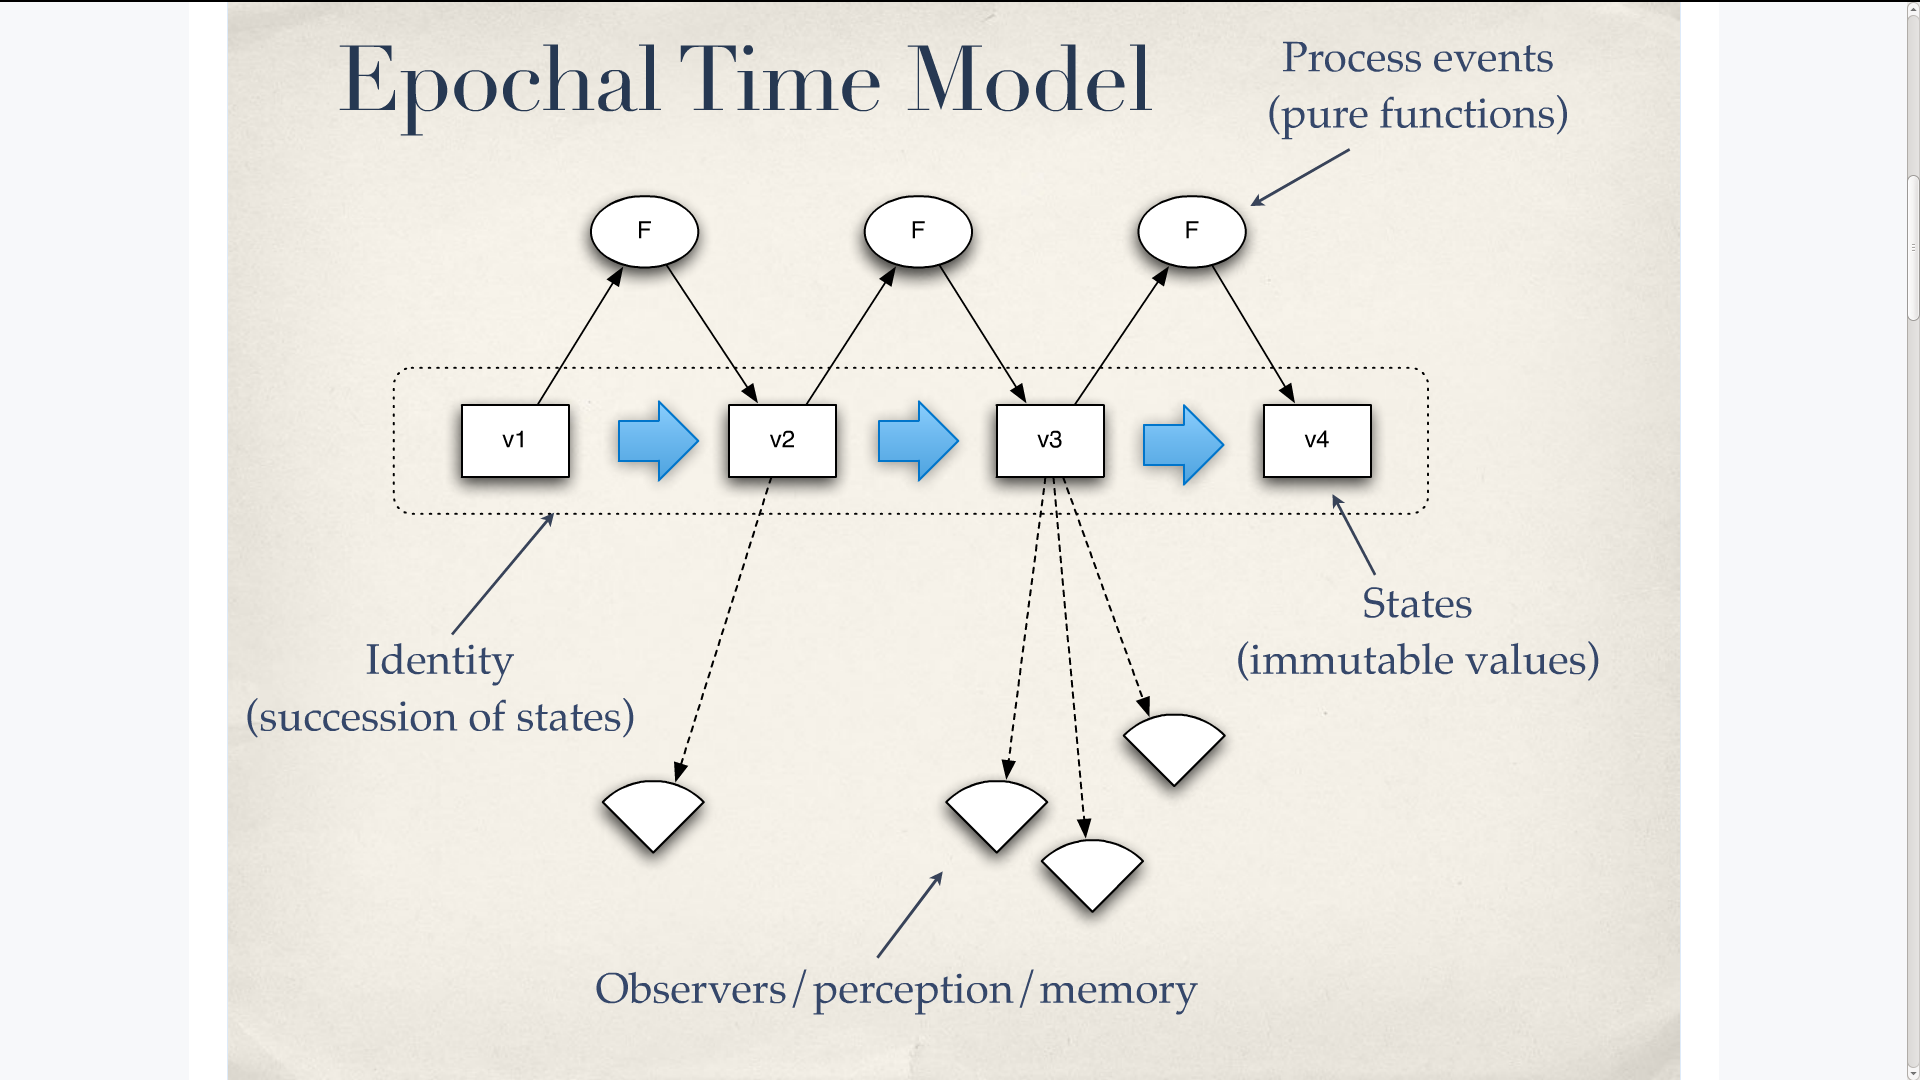 Epochal Time Model
Process events
(pure functions)
F
F
F
v1
v2
v3
v4
States
(immutable values)
Identity
(succession of states)
Observers/perception/memory